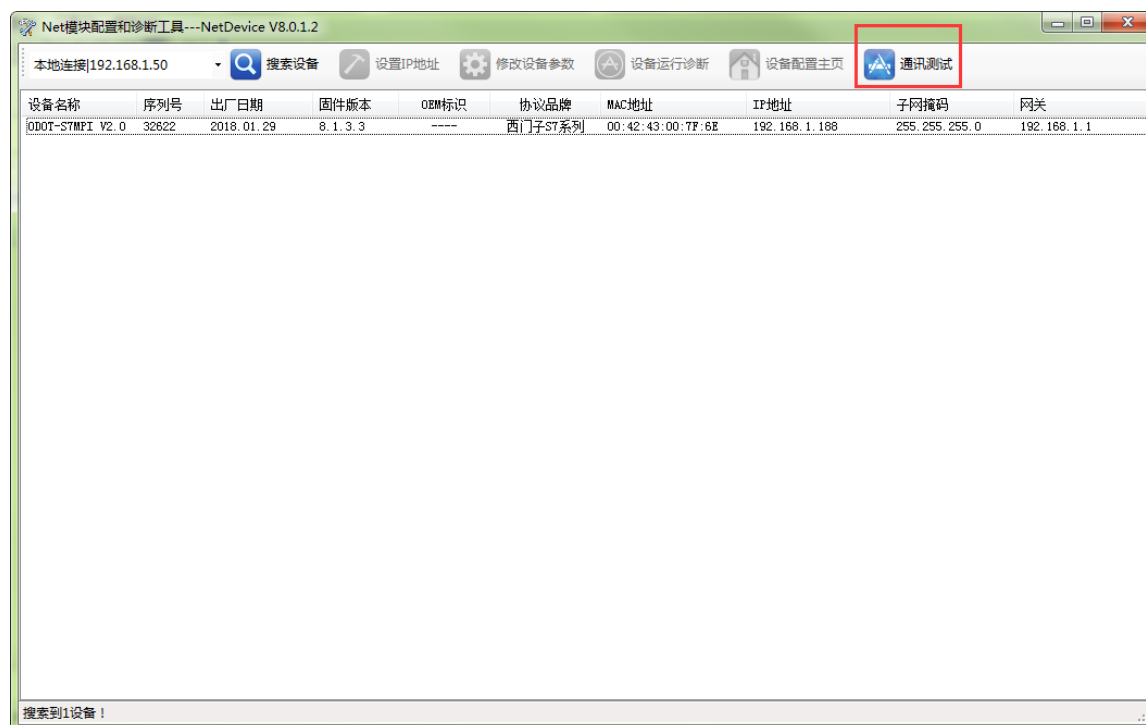 Net模块配置和诊断工具---NetDevice V8.0.1.2
本地连接|192.168.1.50 搜索设备 设置IP地址 修改设备参数 设备运行诊断 设备配置主页 通讯测试
设备名称 序列号 出厂日期 固件版本 OEM标识 协议品牌 MAC地址 IP地址 子网掩码 网关
ODOT-S7MPI V2.0 32622 2018.01.29 8.1.3.3 ---- 西门子S7系列 00:42:43:00:7F:6E 192.168.1.188 255.255.255.0 192.168.1.1
搜索到1设备！